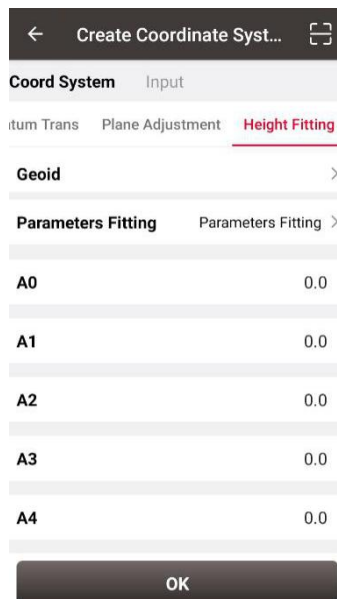 Create Coordinate Syst...
Coord System Input
tum Trans Plane Adjustment Height Fitting
Geoid
Parameters Fitting Parameters Fitting
A0 0.0
A1 0.0
A2 0.0
A3 0.0
A4 0.0
OK